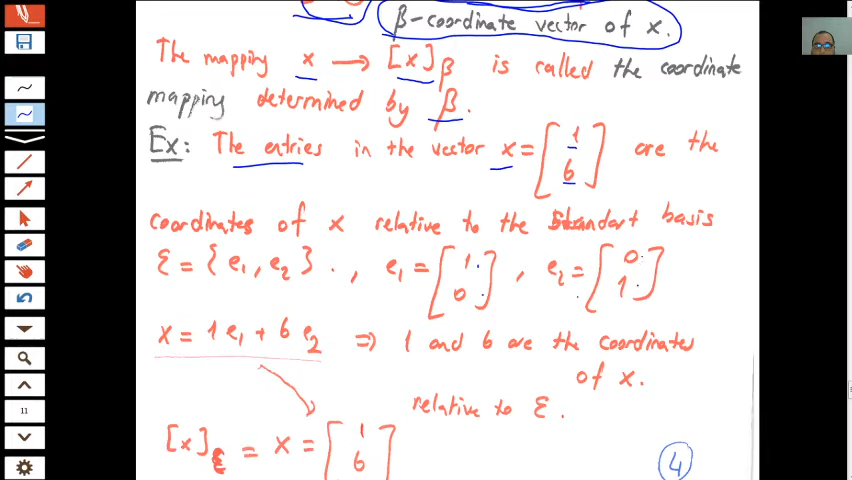 β-coordinate vector of x.
The mapping x → [x]β is called the coordinate
mapping determined by β.
Ex: The entries in the vector x = [1 6] are the
coordinates of x relative to the Standart basis
ε = {e1, e2}. , e1 = [1 0] , e2 = [0 1]
x = 1 e1 + 6 e2 ⇒ 1 and 6 are the coordinates
of x.
relative to ε.
[x]ε = x = [1 6]
4
11